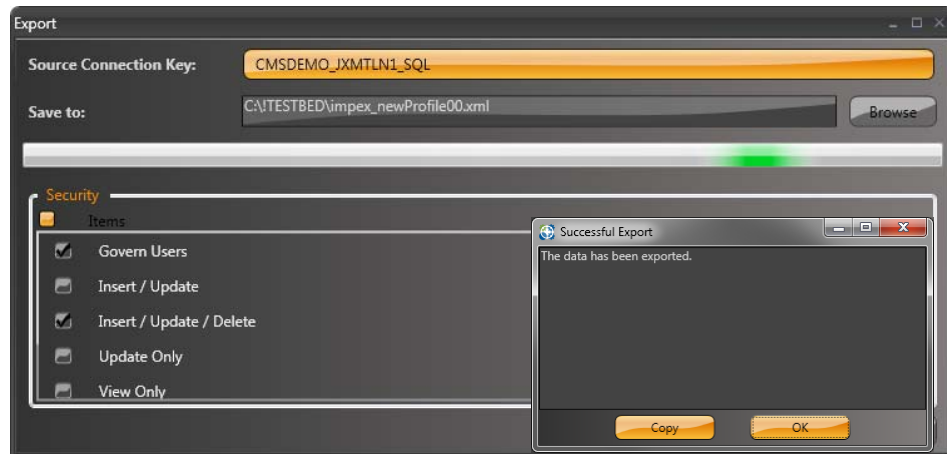 Export
Source Connection Key: CMSDEMO_JXMTLN1_SQL
Save to: C:\!TESTBED\impex_newProfile00.xml Browse
Security
Items
Govern Users
Insert / Update
Insert / Update / Delete
Update Only
View Only
Successful Export
The data has been exported.
Copy OK